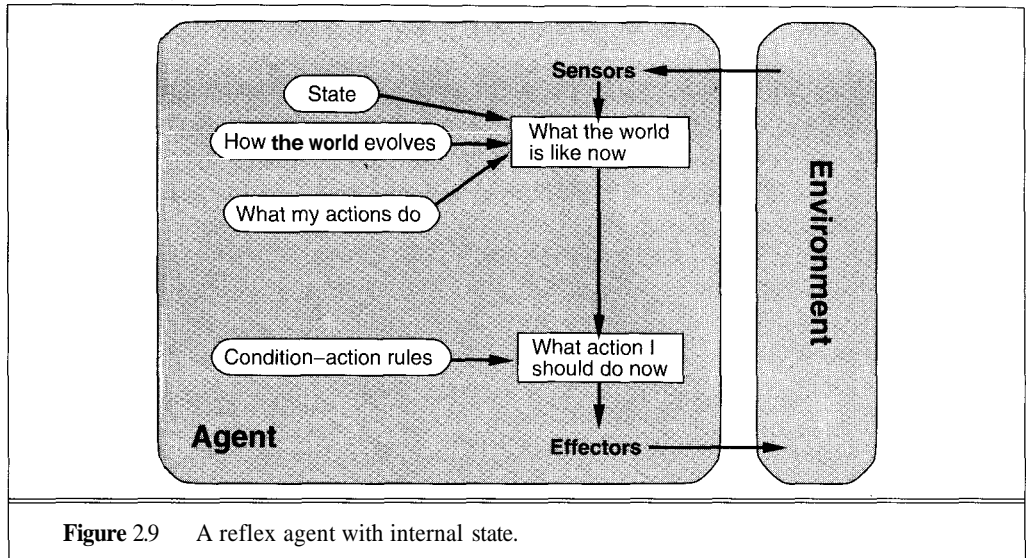 Sensors
State
How the world evolves
What the world
is like now
What my actions do
Environment
Condition–action rules
What action I
should do now
Agent
Effectors
Figure 2.9 A reflex agent with internal state.